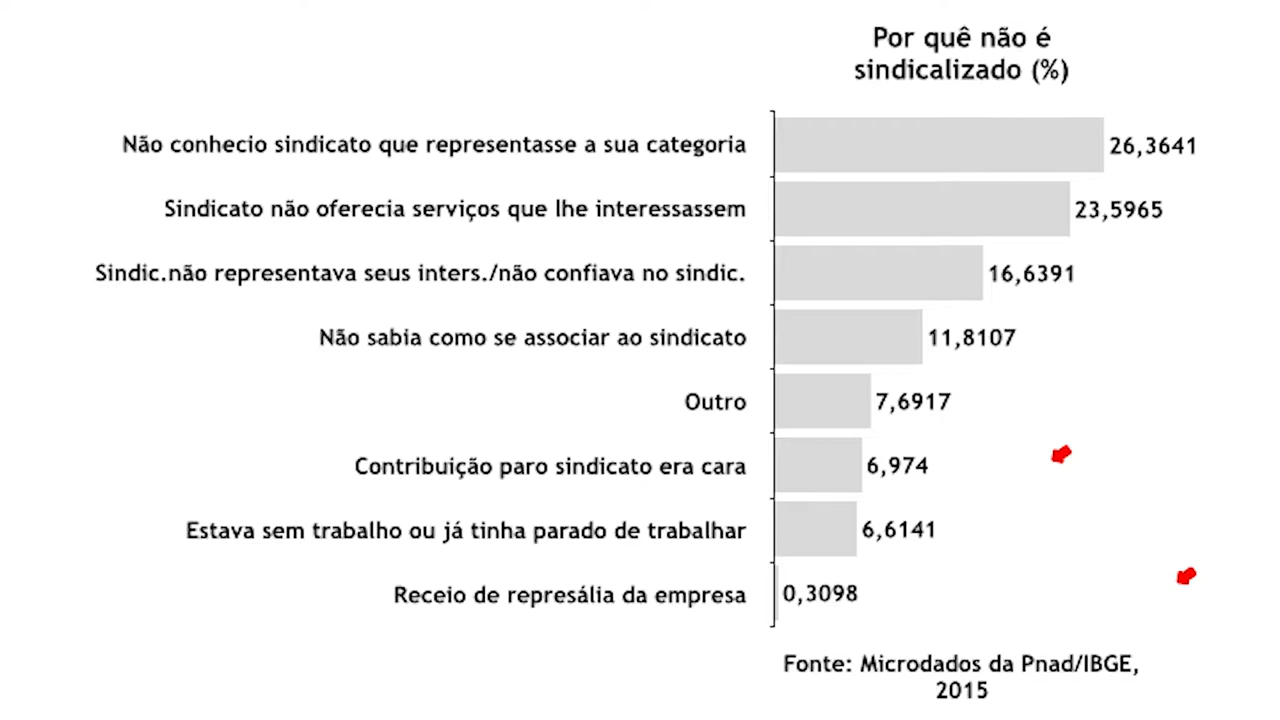 Por quê não é
sindicalizado (%)
Não conhecio sindicato que representasse a sua categoria 26,3641
Sindicato não oferecia serviços que lhe interessassem 23,5965
Sindic.não representava seus inters./não confiava no sindic. 16,6391
Não sabia como se associar ao sindicato 11,8107
Outro 7,6917
Contribuição paro sindicato era cara 6,974
Estava sem trabalho ou já tinha parado de trabalhar 6,6141
Receio de represália da empresa 0,3098
Fonte: Microdados da Pnad/IBGE,
2015